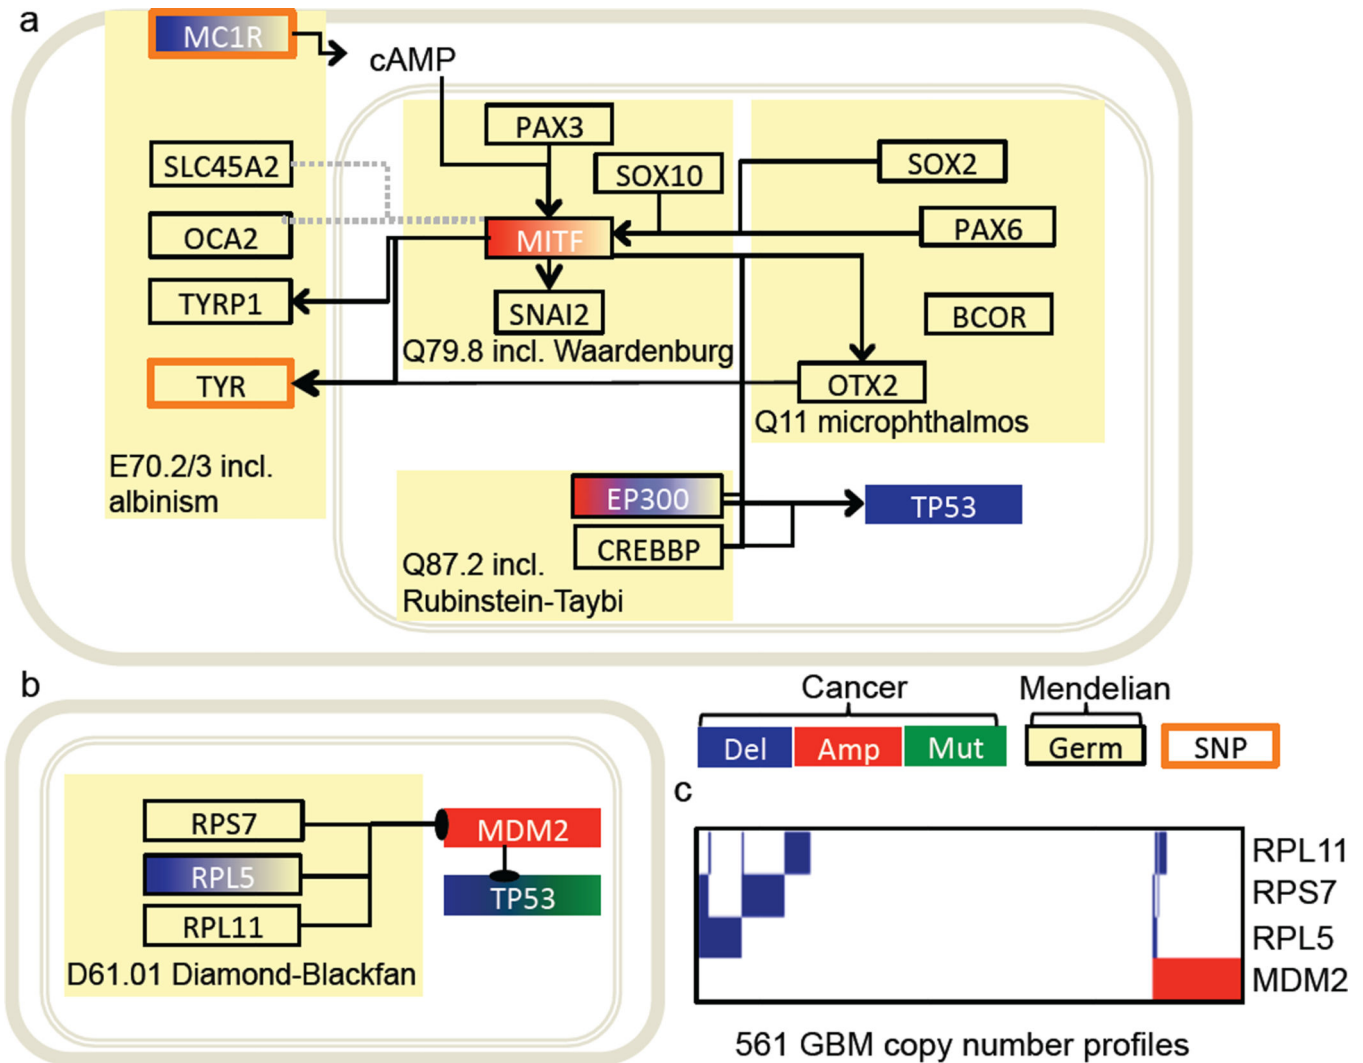 a
MC1R
cAMP
PAX3
SLC45A2
SOX10
SOX2
OCA2
MITF
PAX6
TYRP1
SNAI2
BCOR
Q79.8 incl. Waardenburg
TYR
OTX2
Q11 microphthalmos
E70.2/3 incl.
albinism
EP300
TP53
CREBBP
Q87.2 incl.
Rubinstein-Taybi
b
Cancer
Mendelian
Del
Amp
Mut
Germ
SNP
RPS7
MDM2
RPL5
TP53
RPL11
D61.01 Diamond-Blackfan
c
RPL11
RPS7
RPL5
MDM2
561 GBM copy number profiles